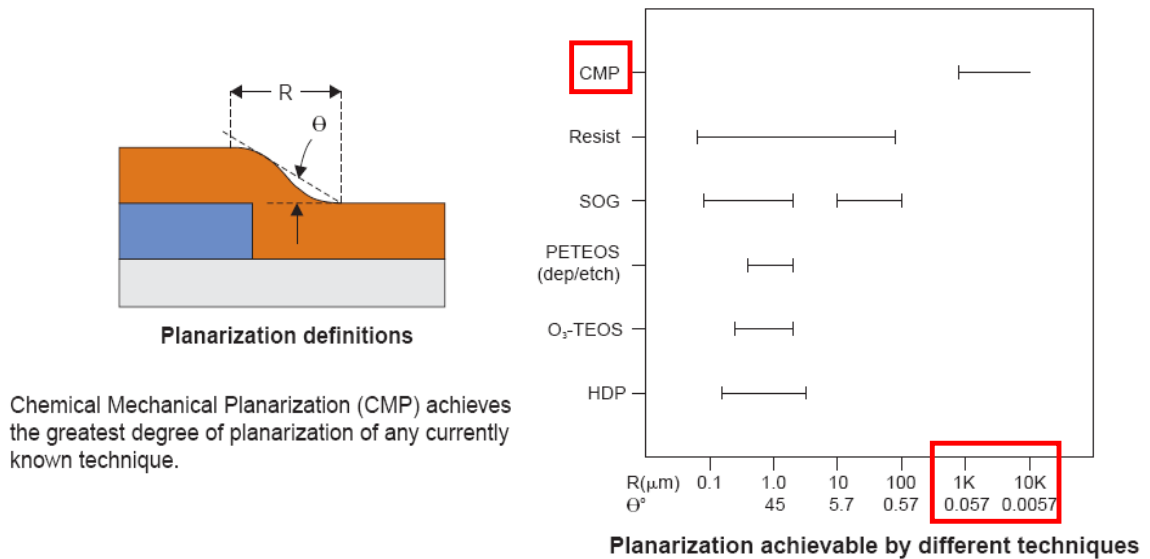 R
Θ
Planarization definitions
Chemical Mechanical Planarization (CMP) achieves
the greatest degree of planarization of any currently
known technique.
CMP
Resist
SOG
PETEOS
(dep/etch)
O₃-TEOS
HDP
R(μm) 0.1 1.0 10 100 1K 10K
Θ° 45 5.7 0.57 0.057 0.0057
Planarization achievable by different techniques